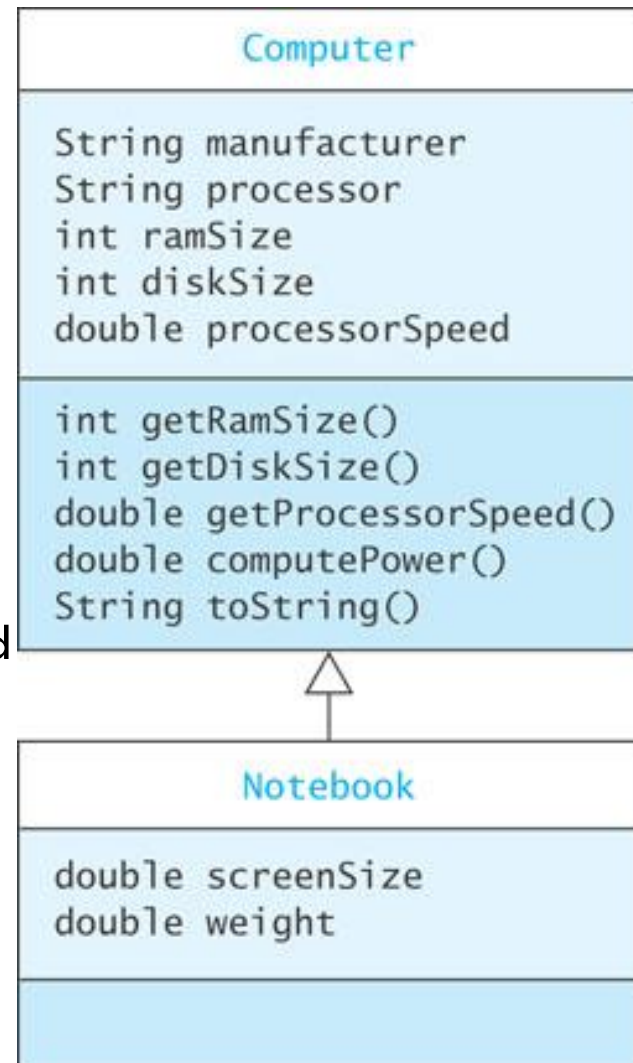 Computer
String manufacturer
String processor
int ramSize
int diskSize
double processorSpeed
int getRamSize()
int getDiskSize()
double getProcessorSpeed()
double computePower()
String toString()
Notebook
double screenSize
double weight